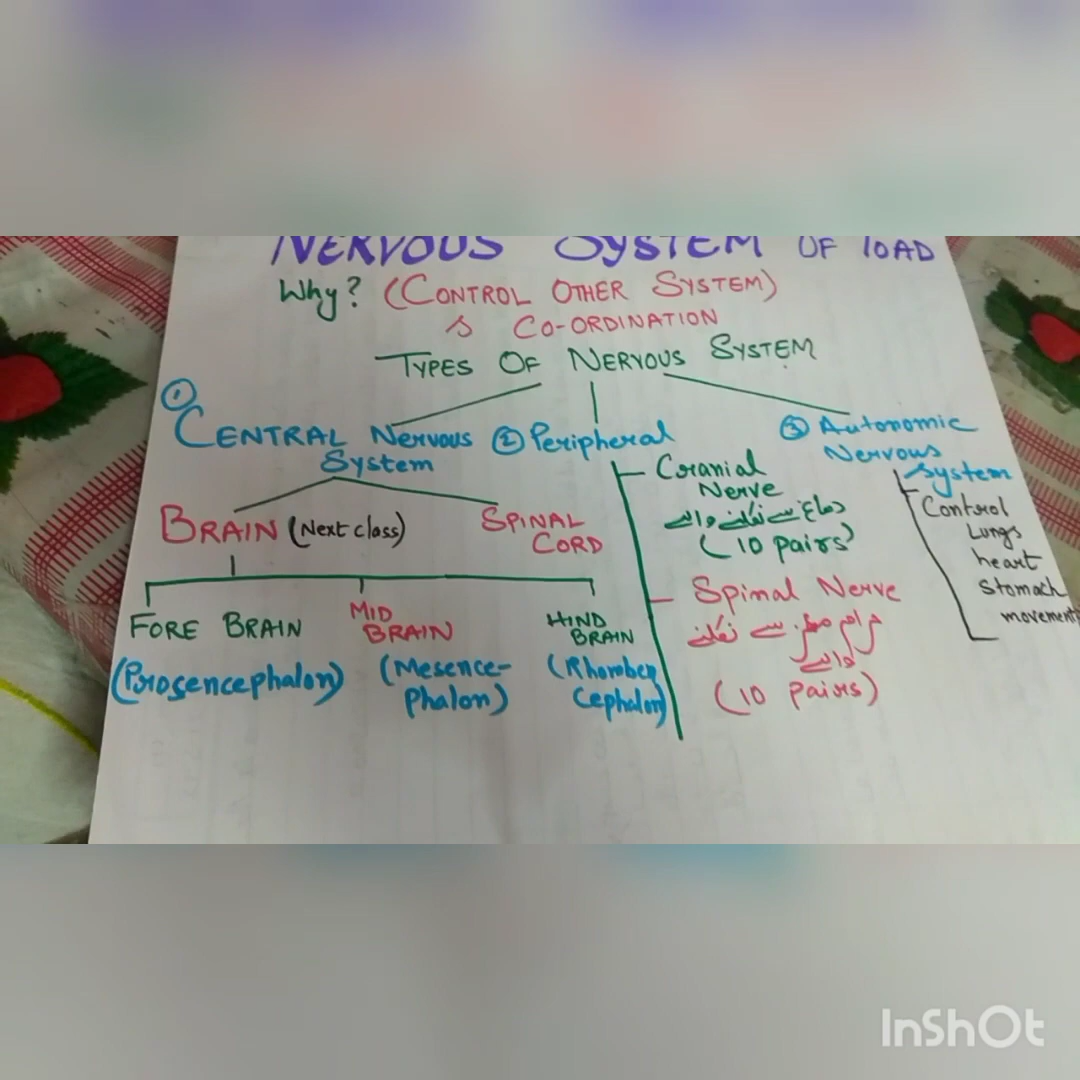 NERVOUS SYSTEM OF TOAD
Why? (CONTROL OTHER SYSTEM)
& CO-ORDINATION
TYPES OF NERVOUS SYSTEM
① CENTRAL Nervous System
BRAIN (Next class)
SPINAL CORD
FORE BRAIN
(Prosencephalon)
MID
BRAIN
(Mesence-
Phalon)
HIND
BRAIN
(Rhomben
Cephalon)
② Peripheral
Cranial
Nerve
دماغ سے نکلنے والے
(10 pairs)
Spinal Nerve
حرام مغز سے نکلنے
والے
(10 pairs)
③ Autonomic
Nervous
System
Control
Lungs
heart
Stomach
movement
InShOt